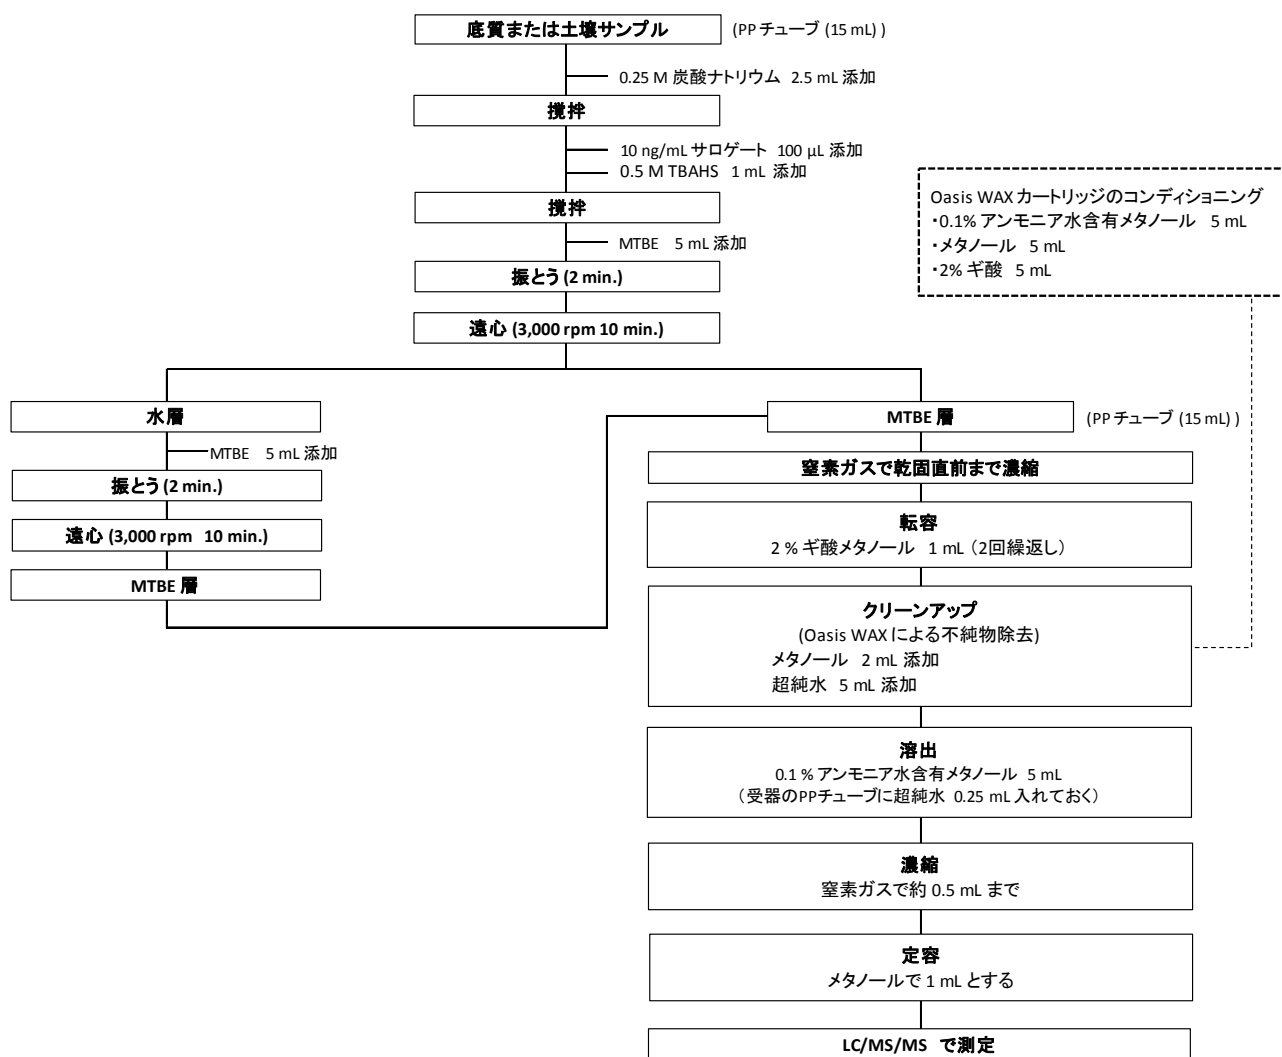 底質または土壌サンプル
(PP チューブ (15 mL) )
0.25 M 炭酸ナトリウム 2.5 mL 添加
撹拌
10 ng/mL サロゲート 100 µL 添加
0.5 M TBAHS 1 mL 添加
撹拌
MTBE 5 mL 添加
振とう (2 min.)
遠心 (3,000 rpm 10 min.)
Oasis WAX カートリッジのコンディショニング
・0.1% アンモニア水含有メタノール 5 mL
・メタノール 5 mL
・2% ギ酸 5 mL
水層
MTBE 5 mL 添加
振とう (2 min.)
遠心 (3,000 rpm 10 min.)
MTBE 層
MTBE 層
(PP チューブ (15 mL) )
窒素ガスで乾固直前まで濃縮
転容
2 % ギ酸メタノール 1 mL （2回繰返し）
クリーンアップ
(Oasis WAX による不純物除去)
メタノール 2 mL 添加
超純水 5 mL 添加
溶出
0.1 % アンモニア水含有メタノール 5 mL
（受器のPPチューブに超純水 0.25 mL 入れておく）
濃縮
窒素ガスで約 0.5 mL まで
定容
メタノールで 1 mL とする
LC/MS/MS で測定